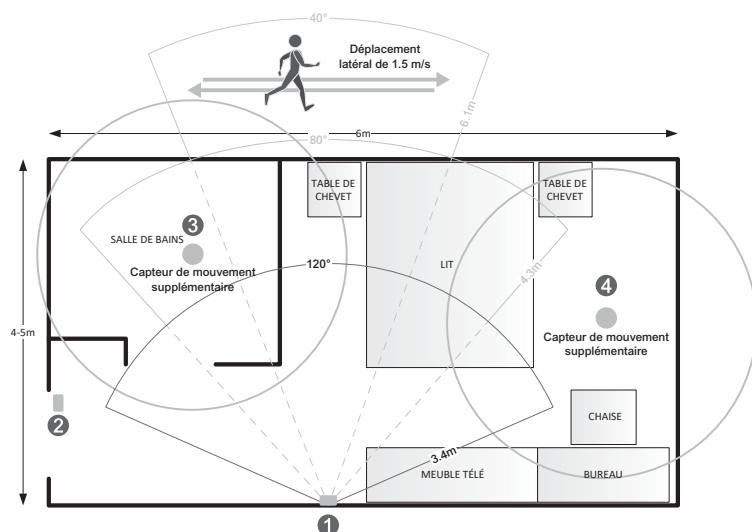 40°
Déplacement
latéral de 1.5 m/s
6.1m
6m
80°
TABLE DE
CHEVET
TABLE DE
CHEVET
3
SALLE DE BAINS
Capteur de mouvement
supplémentaire
120°
LIT
4.3m
4
Capteur de mouvement
supplémentaire
4-5m
2
CHAISE
3.4m
MEUBLE TÉLÉ
BUREAU
1